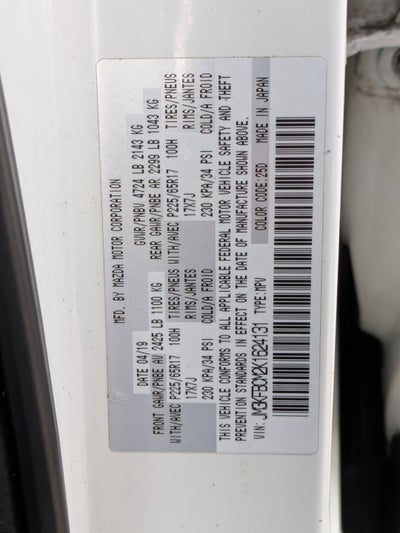 MFD. BY MAZDA MOTOR CORPORATION
DATE 04/19 GVWR/PNBV 4724 LB 2143 KG
FRONT GAWR/PNBE AV 2425 LB 1100 KG REAR GAWR/PNBE AR 2299 LB 1043 KG
WITH/AVEC P225/65R17 100H TIRES/PNEUS WITH/AVEC P225/65R17 100H TIRES/PNEUS
17X7J RIMS/JANTES 17X7J RIMS/JANTES
230 KPA/34 PSI COLD/A FROID 230 KPA/34 PSI COLD/A FROID
THIS VEHICLE CONFORMS TO ALL APPLICABLE FEDERAL MOTOR VEHICLE SAFETY AND THEFT
PREVENTION STANDARDS IN EFFECT ON THE DATE OF MANUFACTURE SHOWN ABOVE.
JM3KFBCM2K1624131 TYPE:MPV COLOR CODE:25D MADE IN JAPAN